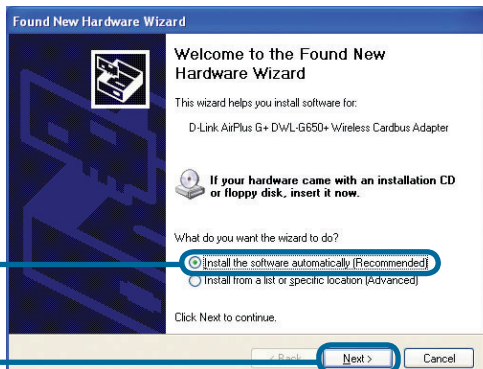 Found New Hardware Wizard
Welcome to the Found New
Hardware Wizard
This wizard helps you install software for:
D-Link AirPlus G+ DWL-G650+ Wireless Cardbus Adapter
If your hardware came with an installation CD
or floppy disk, insert it now.
What do you want the wizard to do?
Install the software automatically (Recommended)
Install from a list or specific location (Advanced)
Click Next to continue.
< Back Next > Cancel